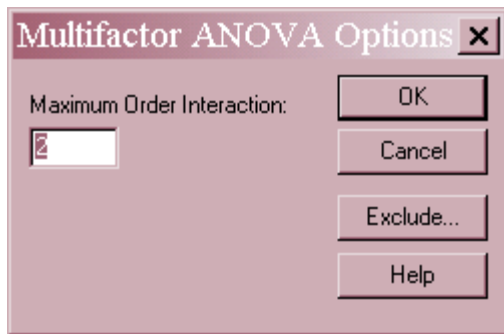 Multifactor ANOVA Options
Maximum Order Interaction:
2
OK
Cancel
Exclude...
Help